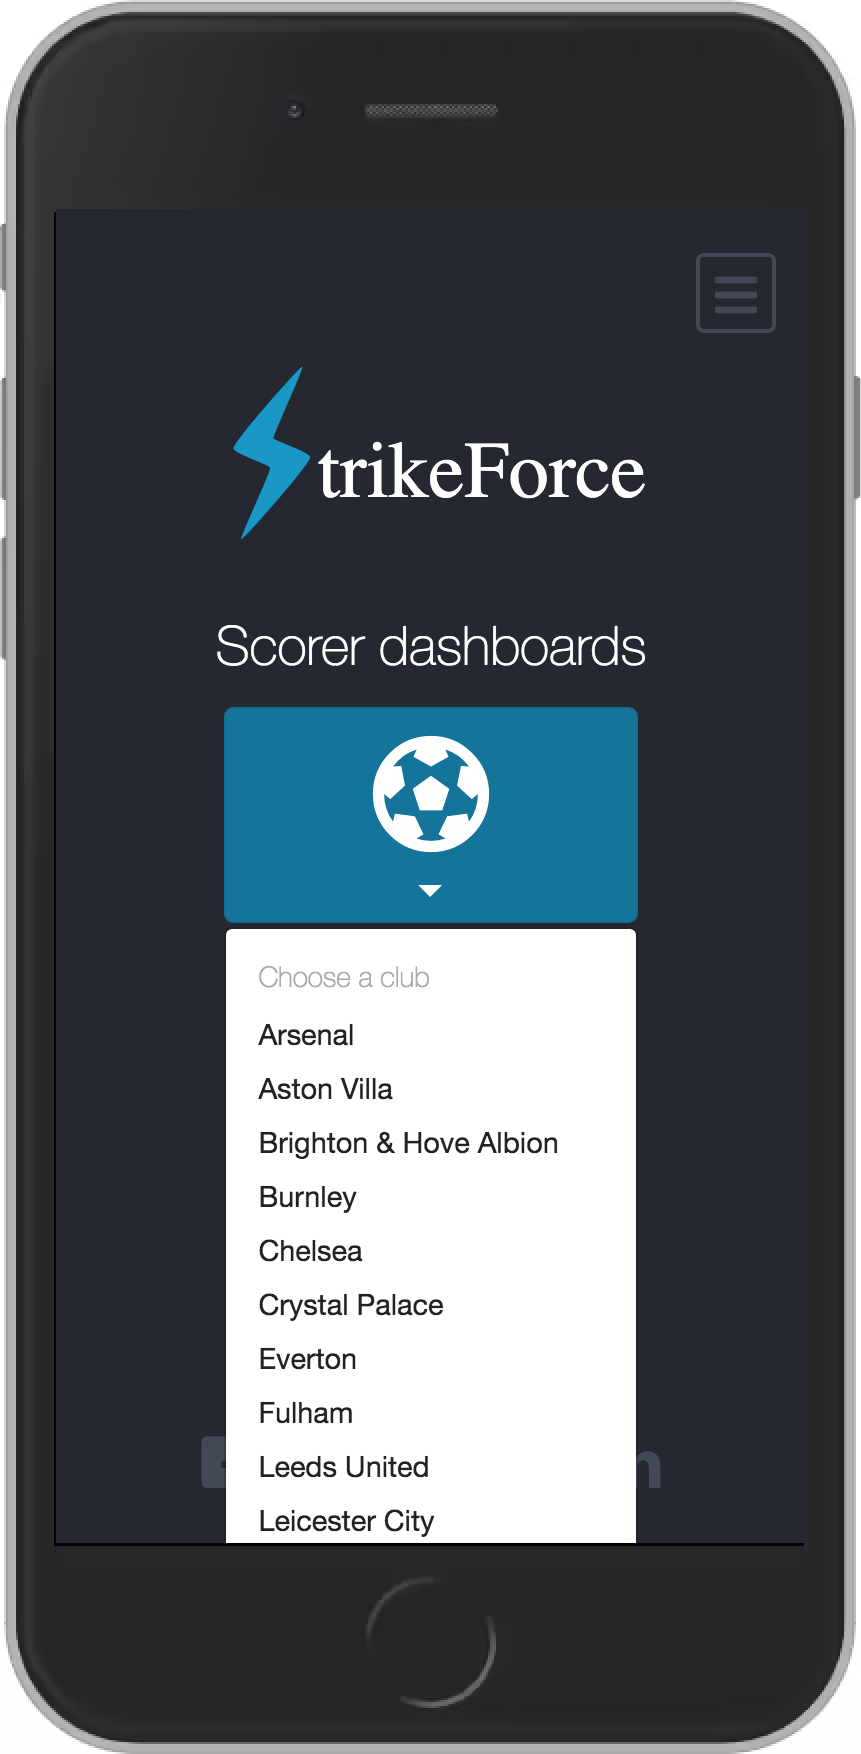 trikeForce
Scorer dashboards
Choose a club
Arsenal
Aston Villa
Brighton & Hove Albion
Burnley
Chelsea
Crystal Palace
Everton
Fulham
Leeds United
Leicester City